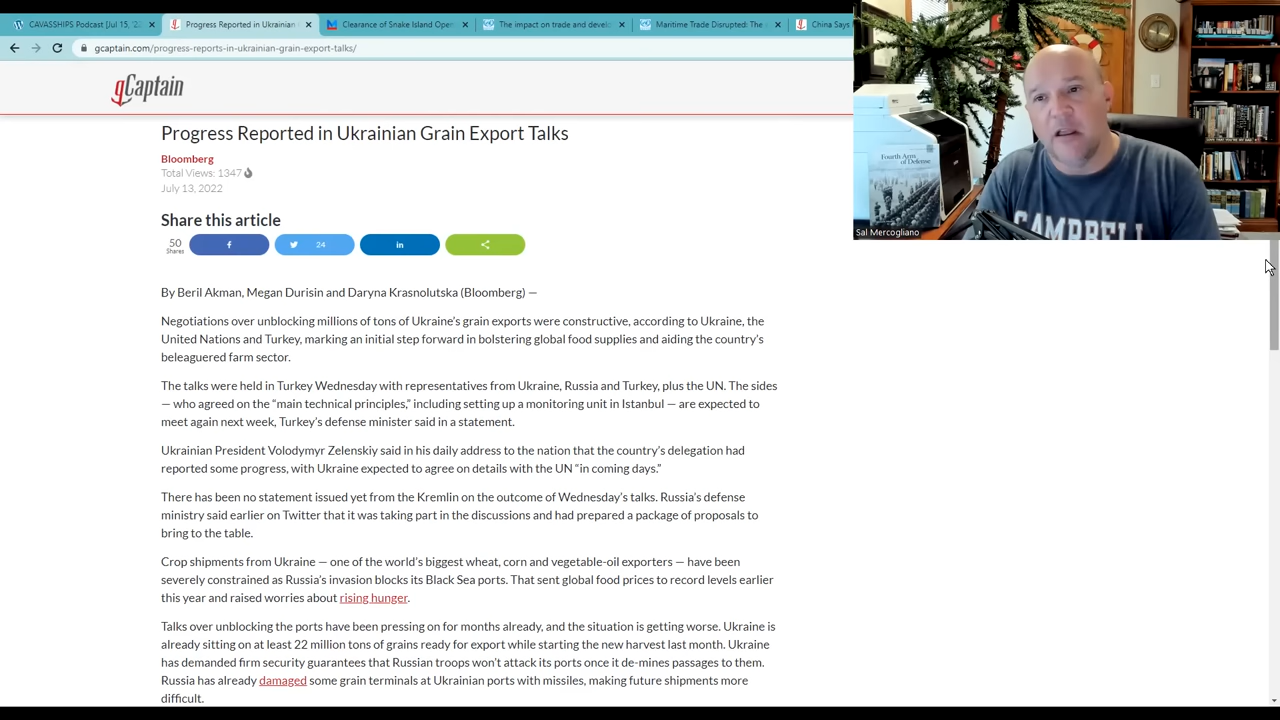 CAVASSHIPS Podcast [Jul 15, '2
Progress Reported in Ukrainian
Clearance of Snake Island Open
The impact on trade and develo
Maritime Trade Disrupted: The
China Says
gcaptain.com/progress-reports-in-ukrainian-grain-export-talks/
gCaptain
Fourth Arm of Defense
CAMPBELL
Sal Mercogliano
Progress Reported in Ukrainian Grain Export Talks
Bloomberg
Total Views: 1347
July 13, 2022
Share this article
50
Shares
24
By Beril Akman, Megan Durisin and Daryna Krasnolutska (Bloomberg) —
Negotiations over unblocking millions of tons of Ukraine's grain exports were constructive, according to Ukraine, the
United Nations and Turkey, marking an initial step forward in bolstering global food supplies and aiding the country's
beleaguered farm sector.
The talks were held in Turkey Wednesday with representatives from Ukraine, Russia and Turkey, plus the UN. The sides
— who agreed on the “main technical principles,” including setting up a monitoring unit in Istanbul — are expected to
meet again next week, Turkey's defense minister said in a statement.
Ukrainian President Volodymyr Zelenskiy said in his daily address to the nation that the country's delegation had
reported some progress, with Ukraine expected to agree on details with the UN “in coming days.”
There has been no statement issued yet from the Kremlin on the outcome of Wednesday's talks. Russia's defense
ministry said earlier on Twitter that it was taking part in the discussions and had prepared a package of proposals to
bring to the table.
Crop shipments from Ukraine — one of the world's biggest wheat, corn and vegetable-oil exporters — have been
severely constrained as Russia's invasion blocks its Black Sea ports. That sent global food prices to record levels earlier
this year and raised worries about rising hunger.
Talks over unblocking the ports have been pressing on for months already, and the situation is getting worse. Ukraine is
already sitting on at least 22 million tons of grains ready for export while starting the new harvest last month. Ukraine
has demanded firm security guarantees that Russian troops won't attack its ports once it de-mines passages to them.
Russia has already damaged some grain terminals at Ukrainian ports with missiles, making future shipments more
difficult.